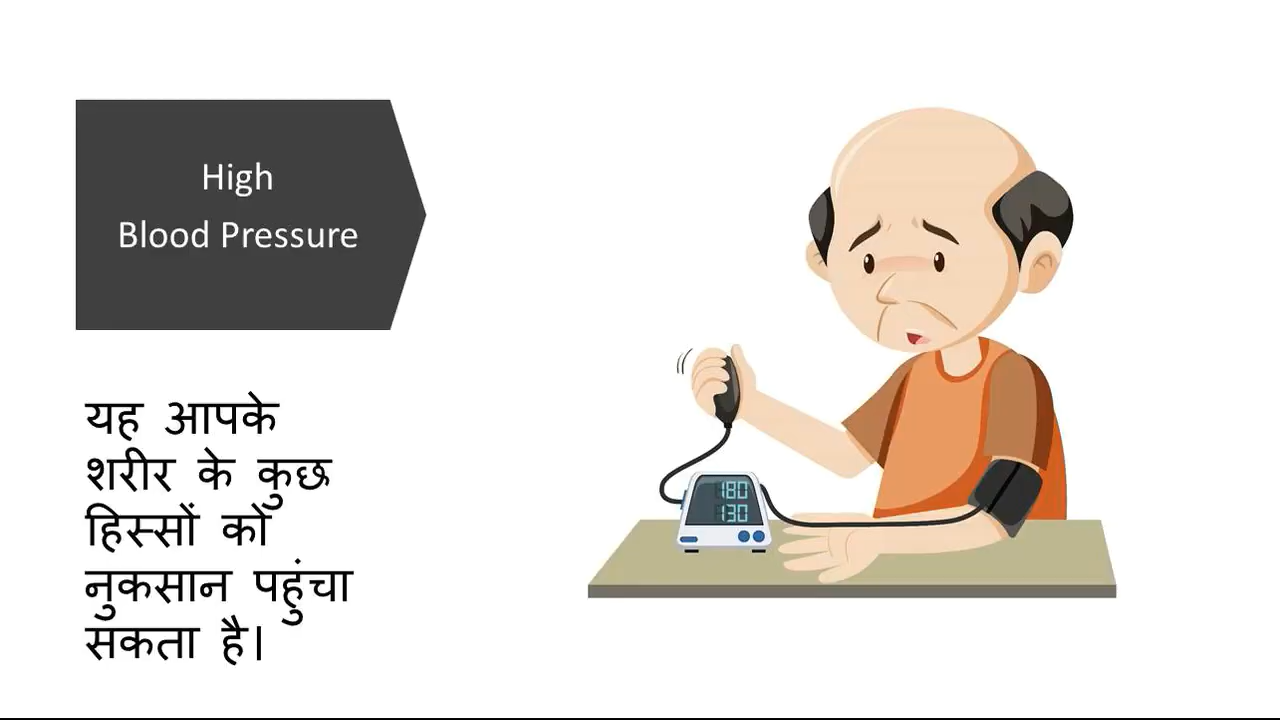 High
Blood Pressure
यह आपके
शरीर के कुछ
हिस्सों को
नुकसान पहुंचा
सकता है।
180
130